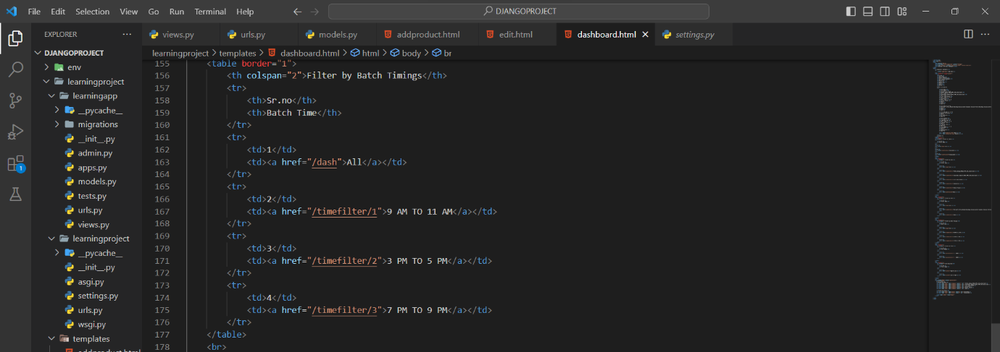 File Edit Selection View Go Run Terminal Help DJANGOPROJECT
EXPLORER
views.py urls.py models.py addproduct.html edit.html dashboard.html settings.py
learningproject > templates > dashboard.html > html > body > br
DJANGOPROJECT
env
learningproject
learningapp
__pycache__
migrations
__init__.py
admin.py
apps.py
models.py
tests.py
urls.py
views.py
learningproject
__pycache__
__init__.py
asgi.py
settings.py
urls.py
wsgi.py
templates
addproduct.html
1
155 <table border="1">
156 <th colspan="2">Filter by Batch Timings</th>
157 <tr>
158 <th>Sr.no</th>
159 <th>Batch Time</th>
160 </tr>
161 <tr>
162 <td>1</td>
163 <td><a href="/dash">All</a></td>
164 </tr>
165 <tr>
166 <td>2</td>
167 <td><a href="/timefilter/1">9 AM TO 11 AM</a></td>
168 </tr>
169 <tr>
170 <td>3</td>
171 <td><a href="/timefilter/2">3 PM TO 5 PM</a></td>
172 </tr>
173 <tr>
174 <td>4</td>
175 <td><a href="/timefilter/3">7 PM TO 9 PM</a></td>
176 </tr>
177 </table>
178 <br>